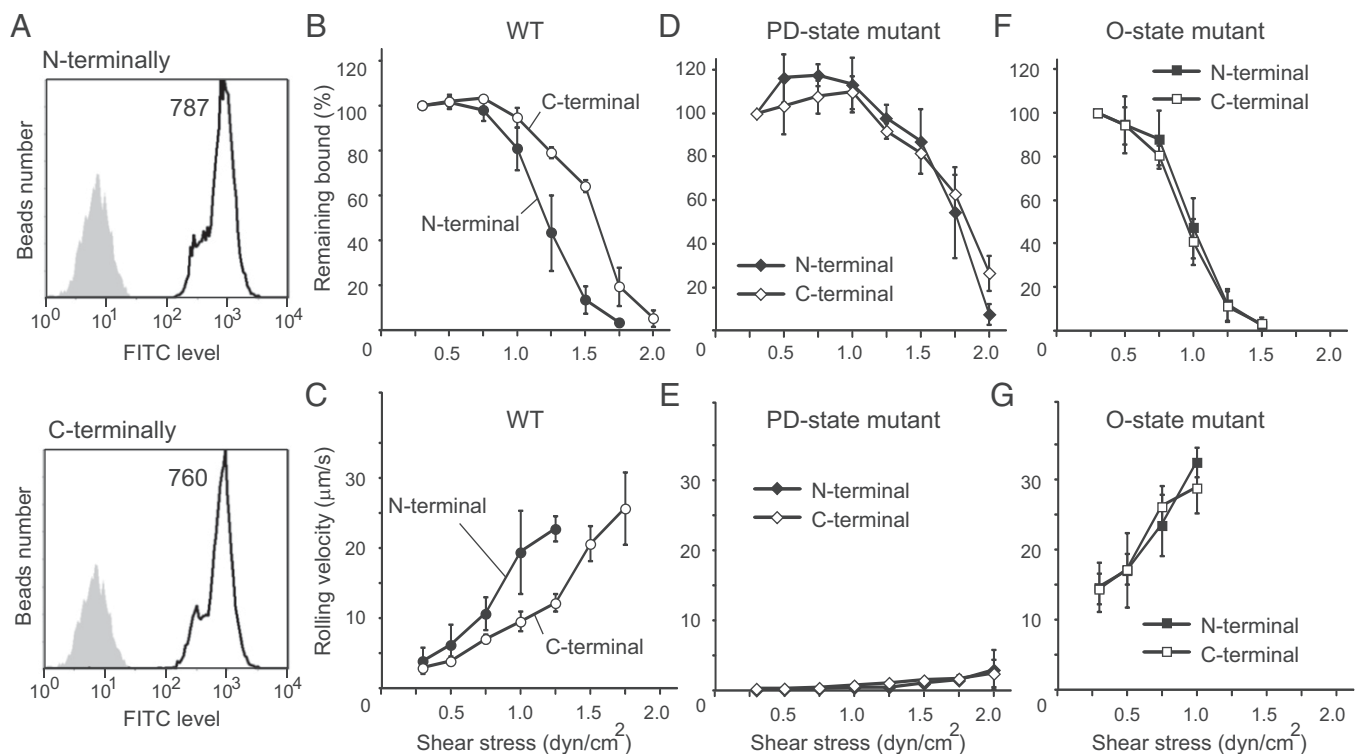 A
N-terminally
787
Beads number
10^0 10^1 10^2 10^3 10^4
FITC level
C-terminally
760
Beads number
10^0 10^1 10^2 10^3 10^4
FITC level
B
WT
Remaining bound (%)
120
100
80
60
40
20
0
C-terminal
N-terminal
0.5 1.0 1.5 2.0
C
WT
Rolling velocity (μm/s)
30
20
10
0
N-terminal
C-terminal
0.5 1.0 1.5 2.0
Shear stress (dyn/cm^2)
D
PD-state mutant
120
100
80
60
40
20
0
N-terminal
C-terminal
0.5 1.0 1.5 2.0
E
PD-state mutant
30
20
10
0
N-terminal
C-terminal
0.5 1.0 1.5 2.0
Shear stress (dyn/cm^2)
F
O-state mutant
120
100
80
60
40
20
0
N-terminal
C-terminal
0.5 1.0 1.5 2.0
G
O-state mutant
30
20
10
0
N-terminal
C-terminal
0.5 1.0 1.5 2.0
Shear stress (dyn/cm^2)